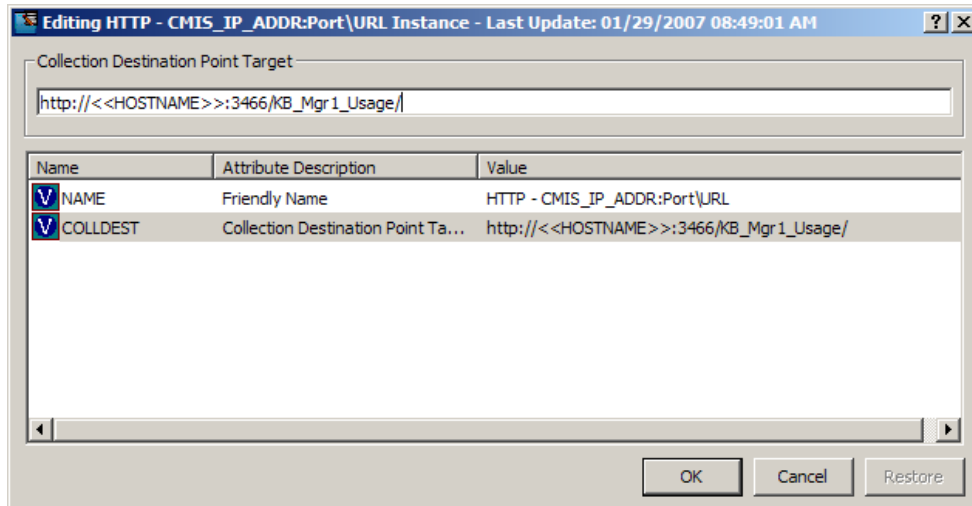 Editing HTTP - CMIS_IP_ADDR:Port\URL Instance - Last Update: 01/29/2007 08:49:01 AM
Collection Destination Point Target
http://<<HOSTNAME>>:3466/KB_Mgr1_Usage/
Name Attribute Description Value
V NAME Friendly Name HTTP - CMIS_IP_ADDR:Port\URL
V COLLDEST Collection Destination Point Ta... http://<<HOSTNAME>>:3466/KB_Mgr1_Usage/
OK Cancel Restore